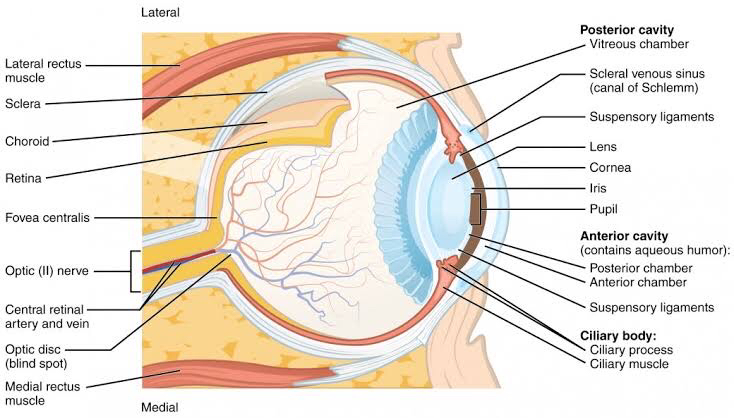 Lateral
Lateral rectus
muscle
Sclera
Choroid
Retina
Fovea centralis
Optic (II) nerve
Central retinal
artery and vein
Optic disc
(blind spot)
Medial rectus
muscle
Medial
Posterior cavity
Vitreous chamber
Scleral venous sinus
(canal of Schlemm)
Suspensory ligaments
Lens
Cornea
Iris
Pupil
Anterior cavity
(contains aqueous humor):
Posterior chamber
Anterior chamber
Suspensory ligaments
Ciliary body:
Ciliary process
Ciliary muscle